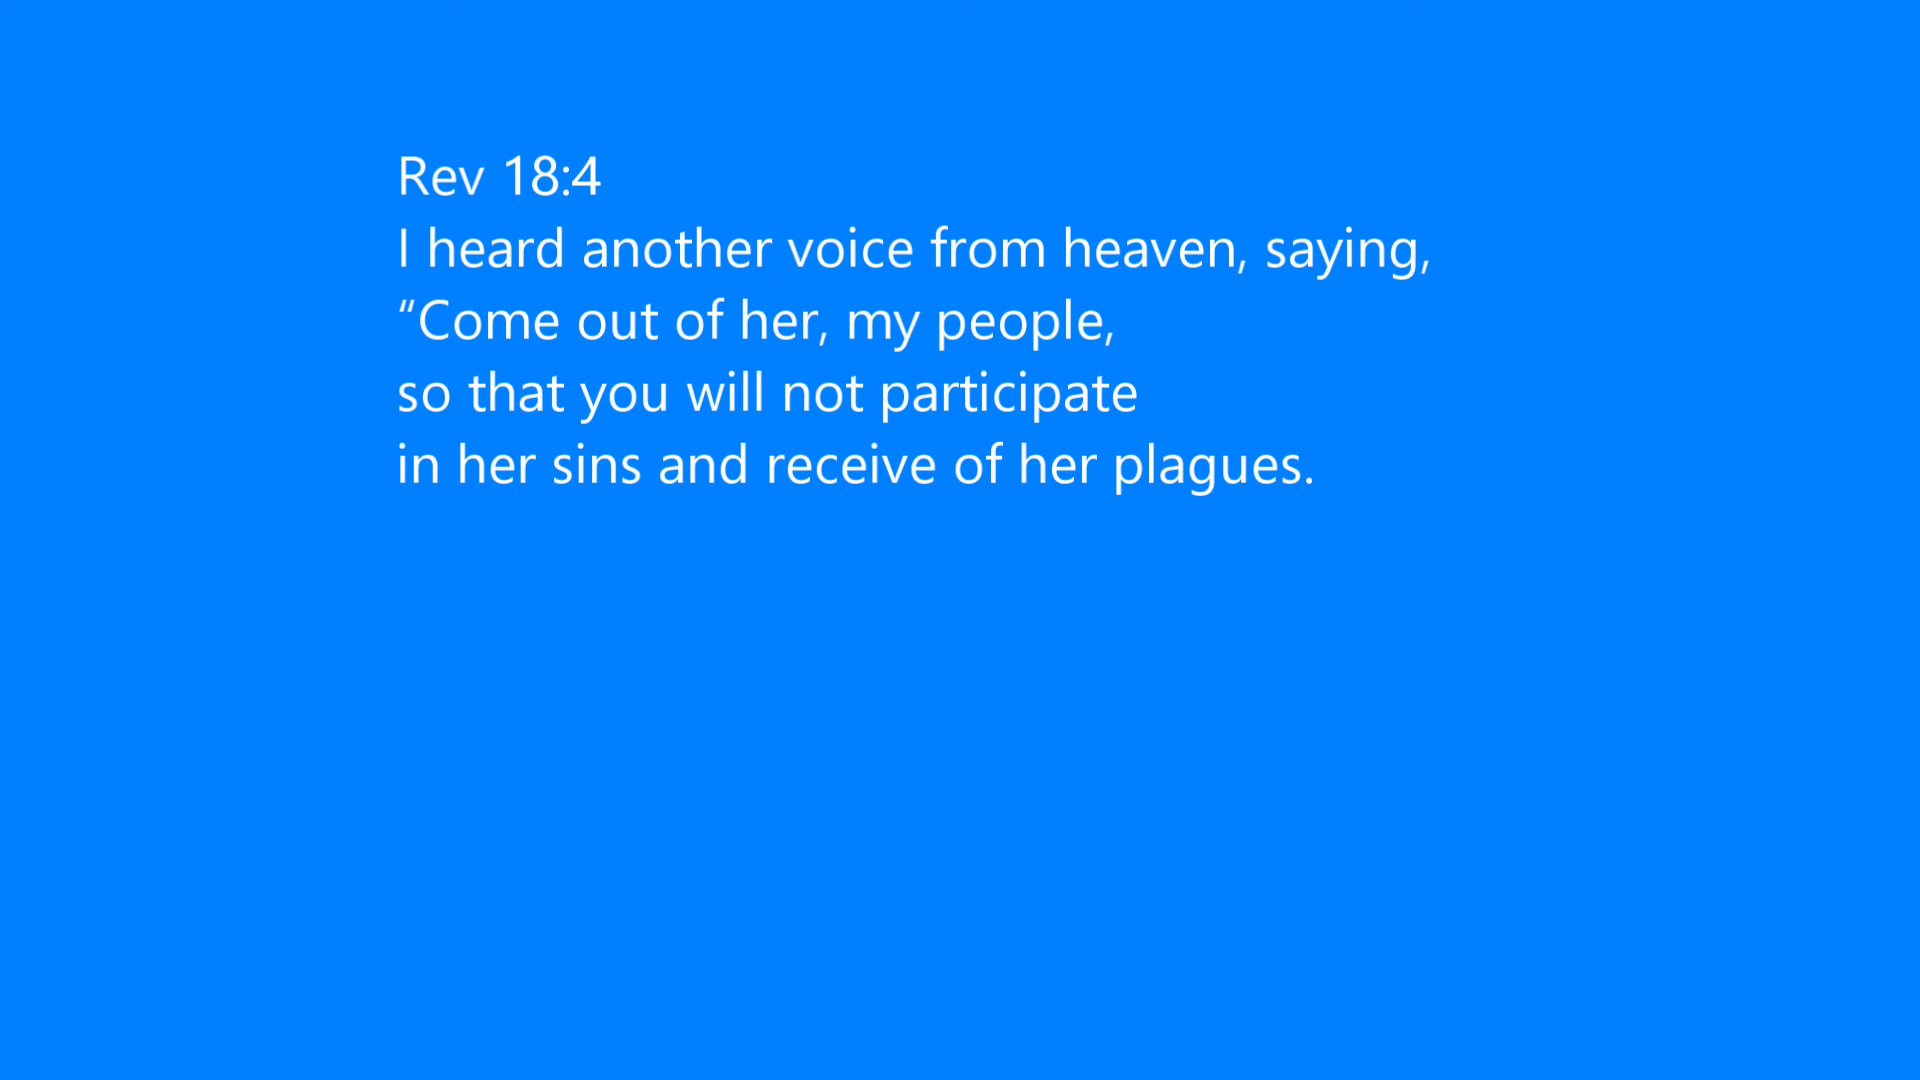 Rev 18:4
I heard another voice from heaven, saying,
“Come out of her, my people,
so that you will not participate
in her sins and receive of her plagues.